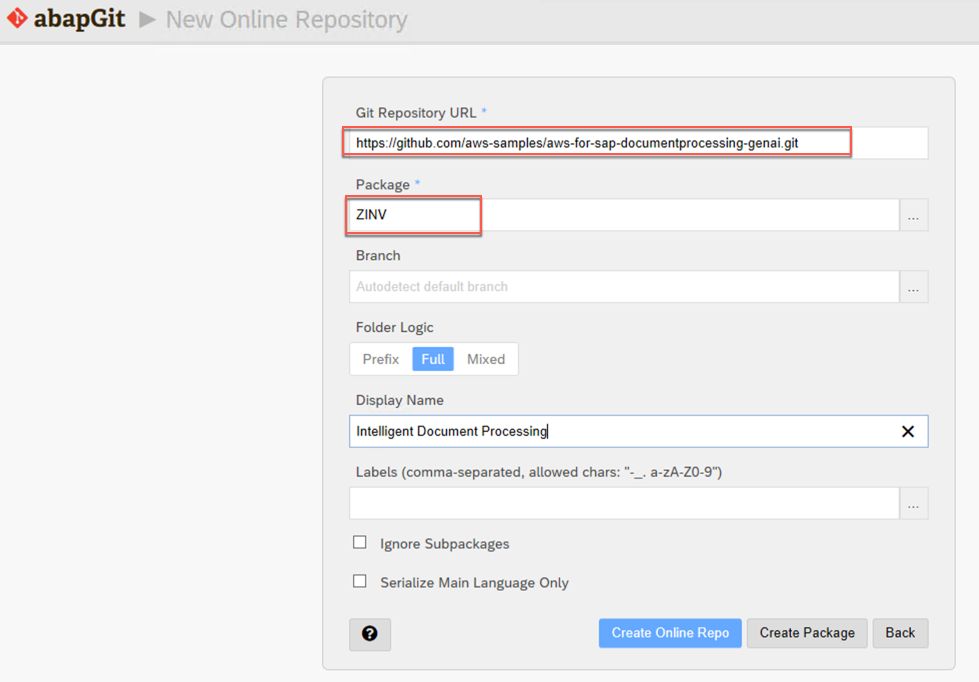 abapGit ▶ New Online Repository
Git Repository URL *
https://github.com/aws-samples/aws-for-sap-documentprocessing-genai.git
Package *
ZINV
...
Branch
Autodetect default branch
...
Folder Logic
Prefix Full Mixed
Display Name
Intelligent Document Processing
Labels (comma-separated, allowed chars: "-_. a-zA-Z0-9")
...
Ignore Subpackages
Serialize Main Language Only
? Create Online Repo Create Package Back